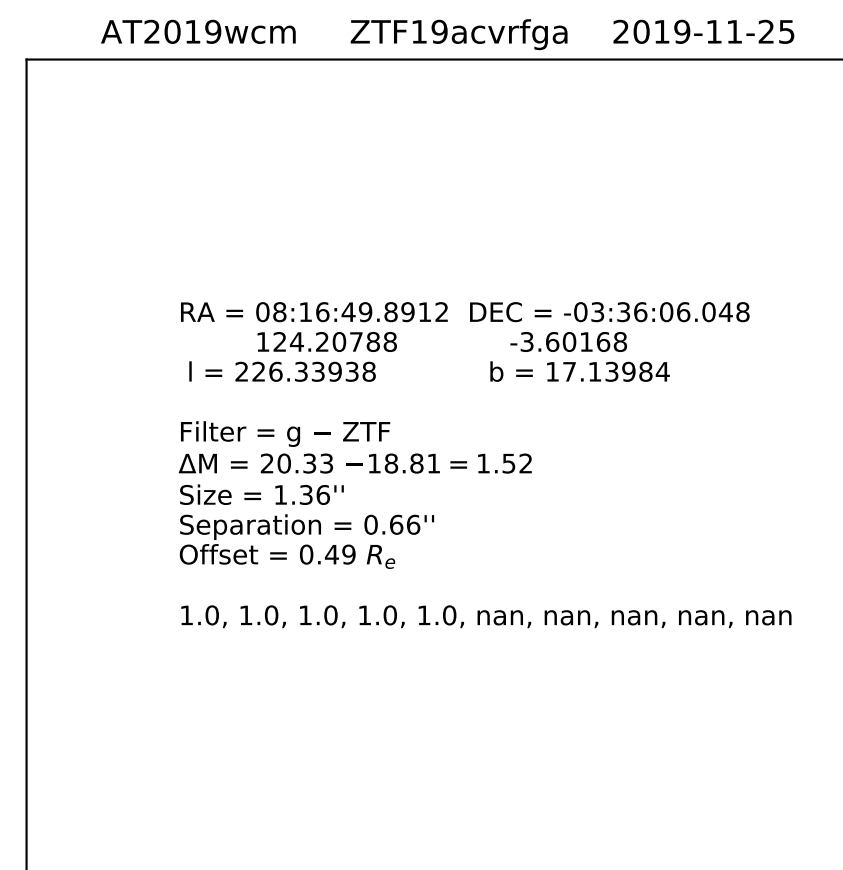 AT2019wcm ZTF19acvrfga 2019-11-25
RA = 08:16:49.8912 DEC = -03:36:06.048
124.20788 -3.60168
l = 226.33938 b = 17.13984
Filter = g − ZTF
ΔM = 20.33 −18.81 = 1.52
Size = 1.36''
Separation = 0.66''
Offset = 0.49 Re
1.0, 1.0, 1.0, 1.0, 1.0, nan, nan, nan, nan, nan